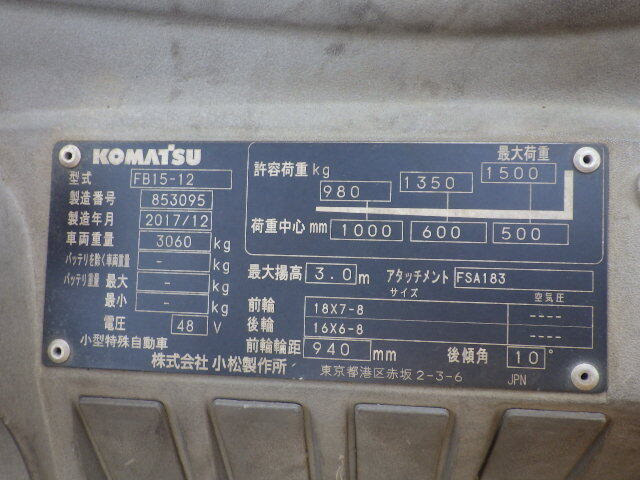 KOMATSU
型式 FB15-12
製造番号 853095
製造年月 2017/12
車両重量 3060 kg
バッテリを除く車両重量 - kg
バッテリ重量 最大 - kg
最小 - kg
電圧 48 V
小型特殊自動車
株式会社 小松製作所
最大荷重
許容荷重 kg 980 1350 1500
荷重中心 mm 1000 600 500
最大揚高 3.0 m アタッチメント FSA183
サイズ 空気圧
前輪 18X7-8 ----
後輪 16X6-8 ----
前輪輪距 940 mm 後傾角 10°
東京都港区赤坂2-3-6 JPN